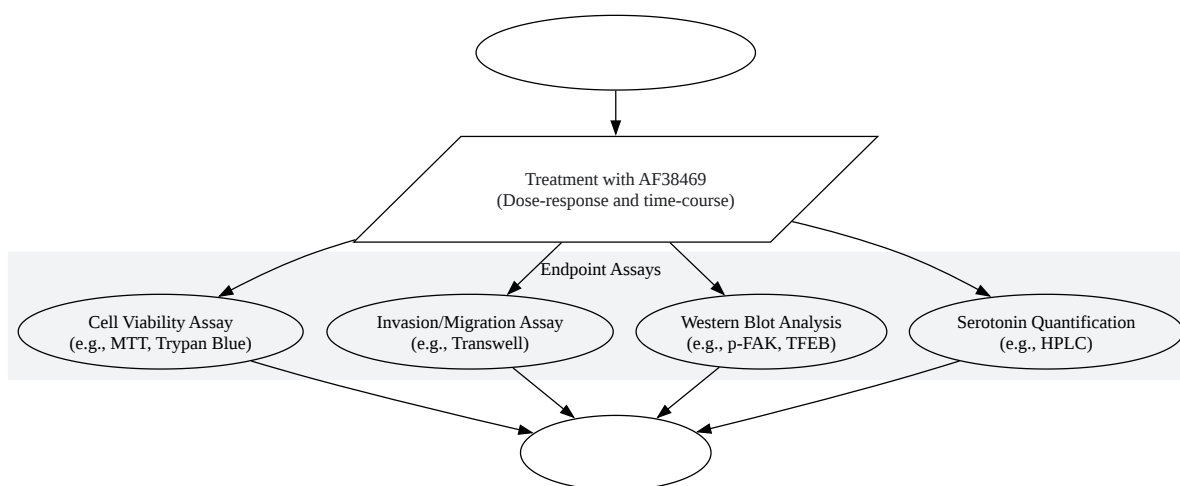 Treatment with AF38469
(Dose-response and time-course)
Endpoint Assays
Cell Viability Assay
(e.g., MTT, Trypan Blue)
Invasion/Migration Assay
(e.g., Transwell)
Western Blot Analysis
(e.g., p-FAK, TFEB)
Serotonin Quantification
(e.g., HPLC)